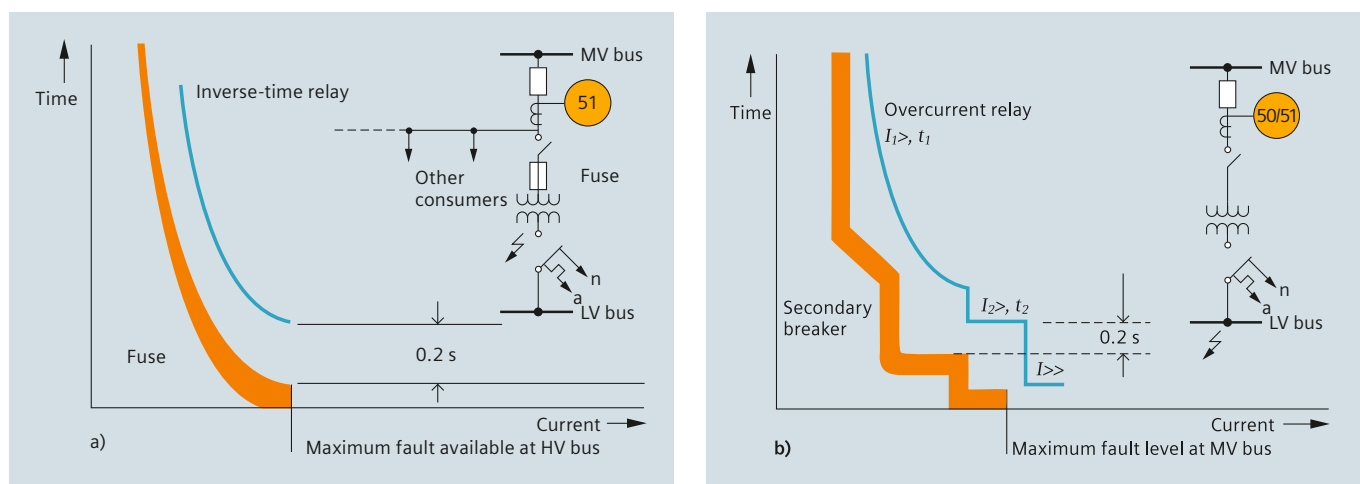 MV bus
Time
Inverse-time relay
51
Other
consumers
Fuse
n
a
LV bus
0.2 s
Fuse
Current
a)
Maximum fault available at HV bus
MV bus
Time
Overcurrent relay
I1>, t1
50/51
Secondary
breaker
I2>, t2
0.2 s
I>>
n
a
LV bus
Current
b)
Maximum fault level at MV bus